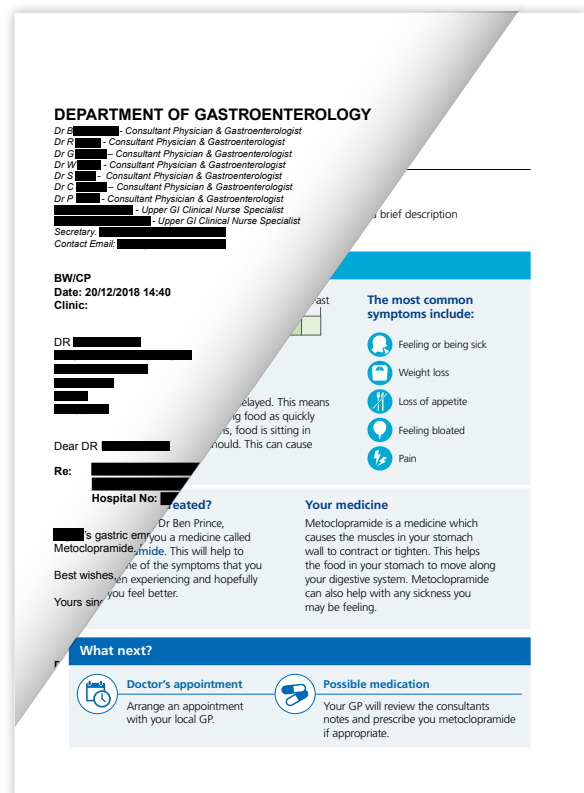 DEPARTMENT OF GASTROENTEROLOGY
Dr B - Consultant Physician & Gastroenterologist
Dr R - Consultant Physician & Gastroenterologist
Dr G – Consultant Physician & Gastroenterologist
Dr W - Consultant Physician & Gastroenterologist
Dr S - Consultant Physician & Gastroenterologist
Dr C – Consultant Physician & Gastroenterologist
Dr P - Consultant Physician & Gastroenterologist
- Upper GI Clinical Nurse Specialist
- Upper GI Clinical Nurse Specialist
Secretary.
Contact Email:
BW/CP
Date: 20/12/2018 14:40
Clinic:
DR
Dear DR
Re:
Hospital No:
's gastric
Metoclopramide.
Best wishes,
Yours
brief description
The most common
symptoms include:
Feeling or being sick
Weight loss
Loss of appetite
Feeling bloated
Pain
This means
food as quickly
food is sitting in
This can cause
Dr Ben Prince,
you a medicine called
This will help to
of the symptoms that you
experiencing and hopefully
you feel better.
Your medicine
Metoclopramide is a medicine which
causes the muscles in your stomach
wall to contract or tighten. This helps
the food in your stomach to move along
your digestive system. Metoclopramide
can also help with any sickness you
may be feeling.
What next?
Doctor's appointment
Arrange an appointment
with your local GP.
Possible medication
Your GP will review the consultants
notes and prescribe you metoclopramide
if appropriate.